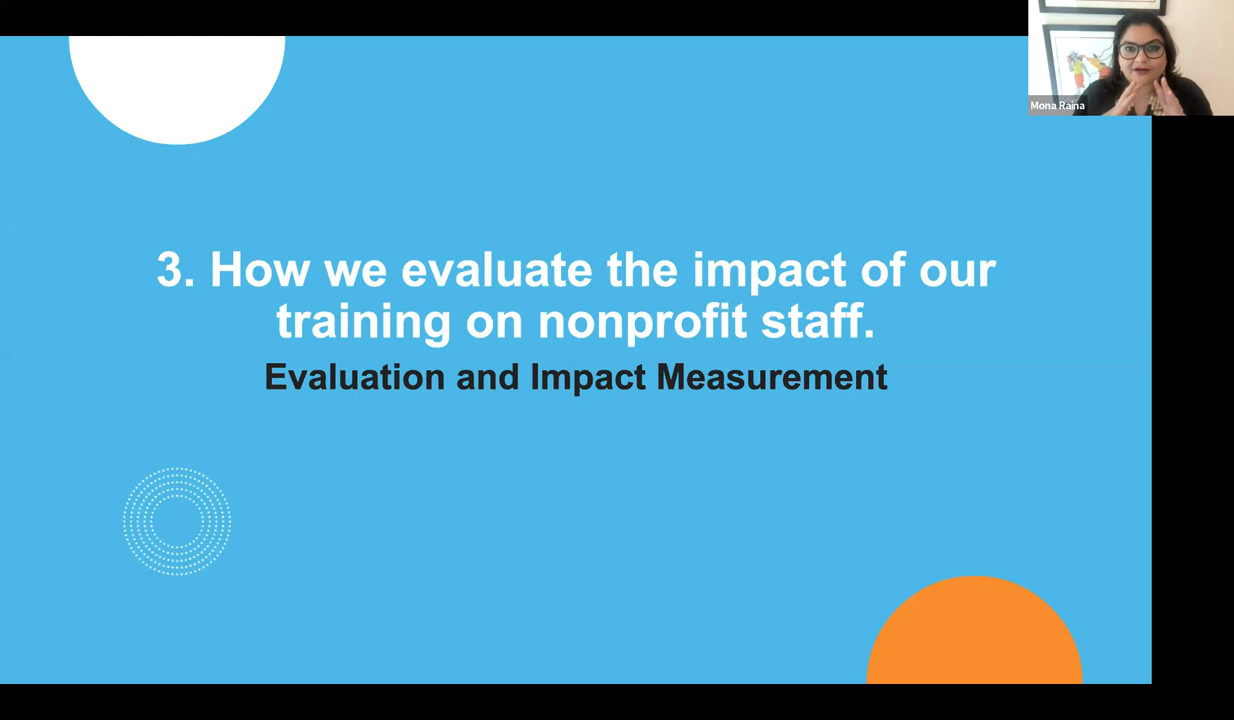 Mona Raina
3. How we evaluate the impact of our
training on nonprofit staff.
Evaluation and Impact Measurement